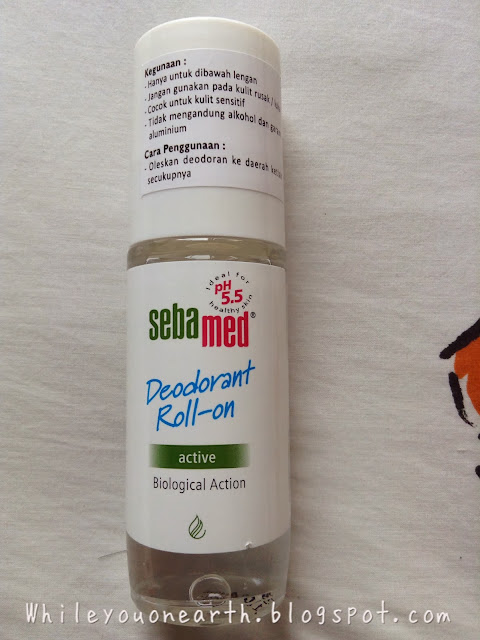 Kegunaan :
- Hanya untuk dibawah lengan
- Jangan gunakan pada kulit rusak /
- Cocok untuk kulit sensitif
- Tidak mengandung alkohol dan
aluminium
Cara Penggunaan :
- Oleskan deodoran ke daerah
secukupnya
Ideal for
pH
5.5
healthy skin
sebamed®
Deodorant
Roll-on
active
Biological Action
Whileyouonearth.blogspot.com